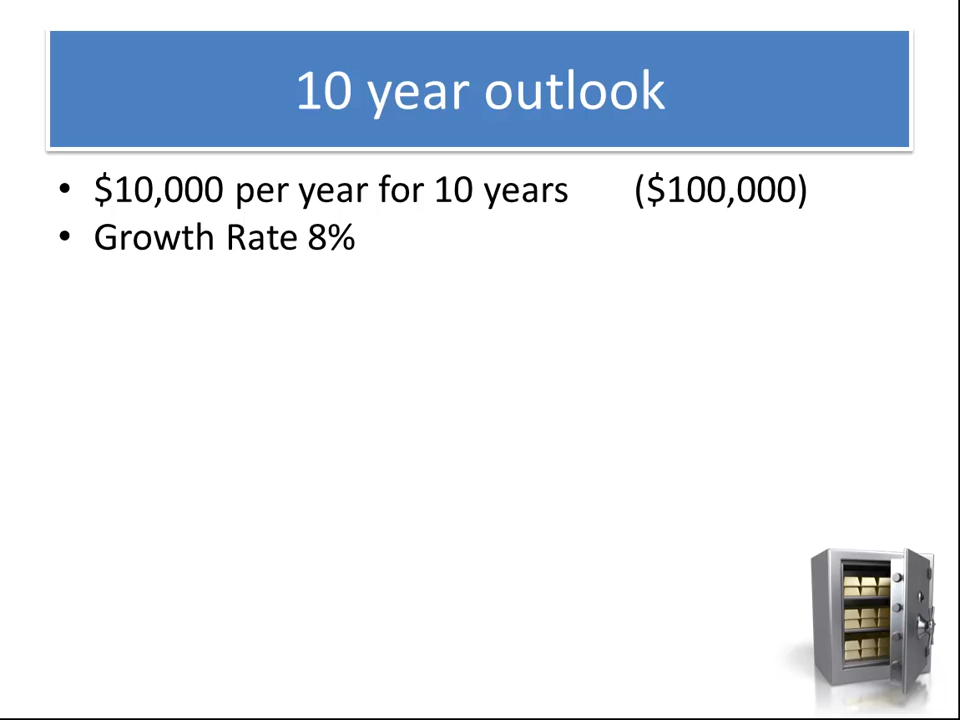 10 year outlook
• $10,000 per year for 10 years ($100,000)
• Growth Rate 8%